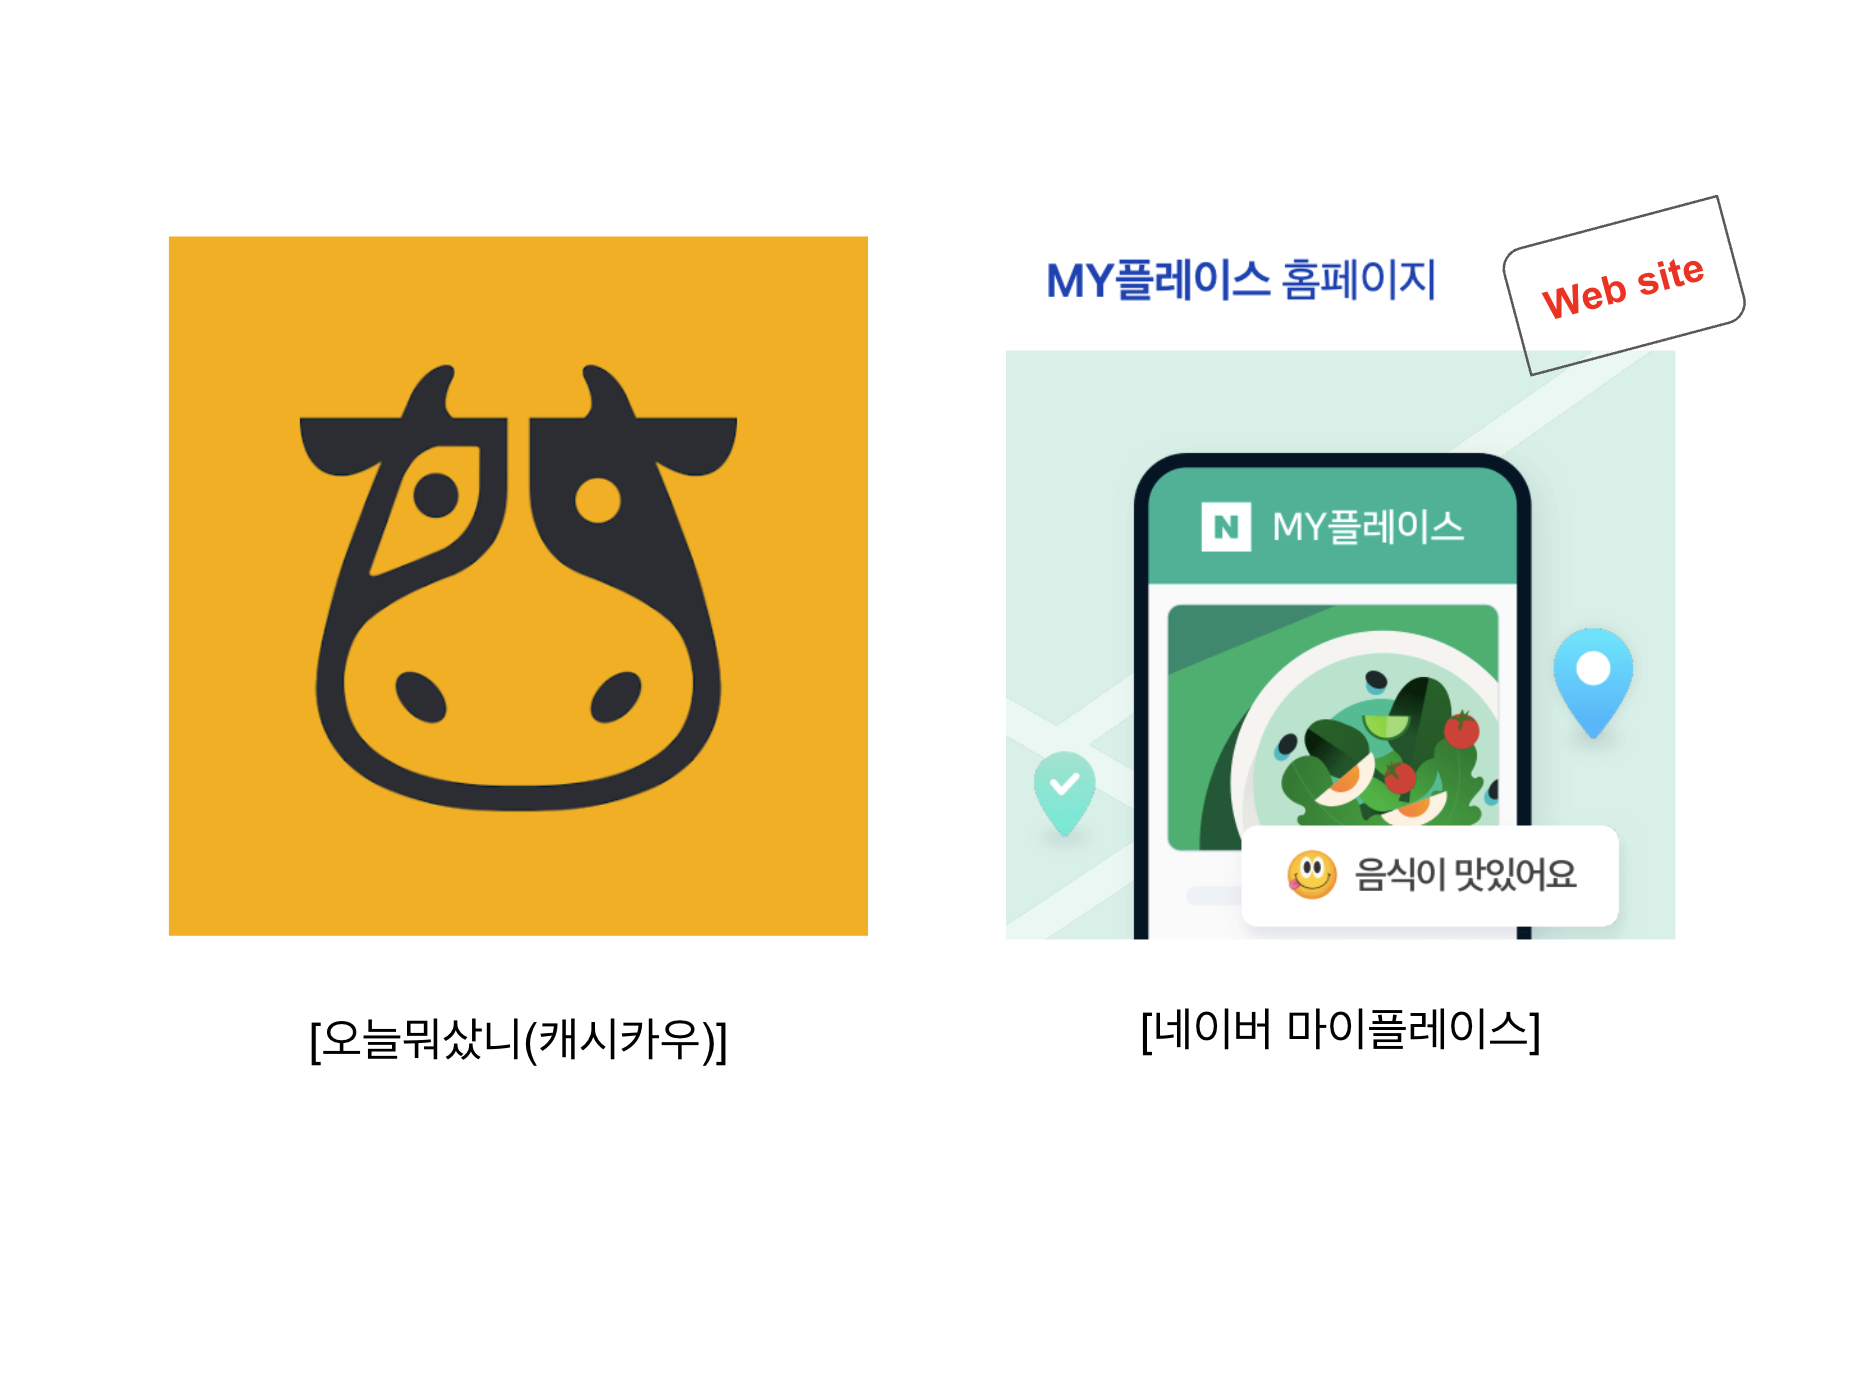 MY플레이스 홈페이지
Web site
N MY플레이스
음식이 맛있어요
[오늘뭐샀니(캐시카우)]
[네이버 마이플레이스]